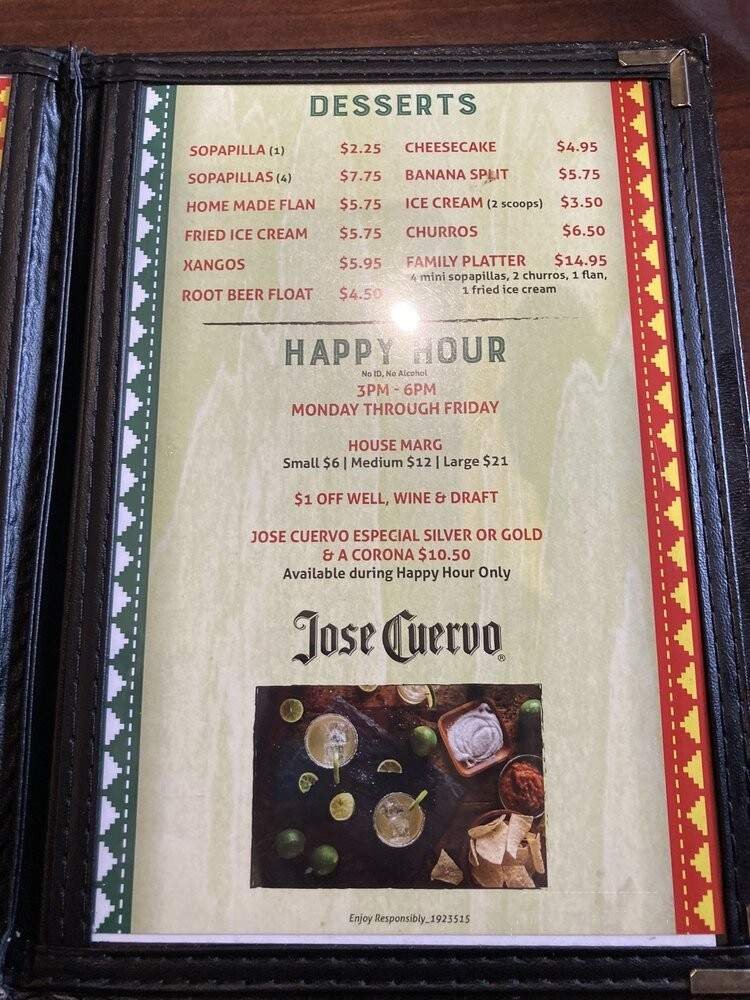 DESSERTS
SOPAPILLA (1) $2.25
SOPAPILLAS (4) $7.75
HOME MADE FLAN $5.75
FRIED ICE CREAM $5.75
XANGOS $5.95
ROOT BEER FLOAT $4.50
CHEESECAKE $4.95
BANANA SPLIT $5.75
ICE CREAM (2 scoops) $3.50
CHURROS $6.50
FAMILY PLATTER $14.95
4 mini sopapillas, 2 churros, 1 flan,
1 fried ice cream
HAPPY HOUR
No ID, No Alcohol
3PM - 6PM
MONDAY THROUGH FRIDAY
HOUSE MARG
Small $6 | Medium $12 | Large $21
$1 OFF WELL, WINE & DRAFT
JOSE CUERVO ESPECIAL SILVER OR GOLD
& A CORONA $10.50
Available during Happy Hour Only
Jose Cuervo®
Enjoy Responsibly_1923515